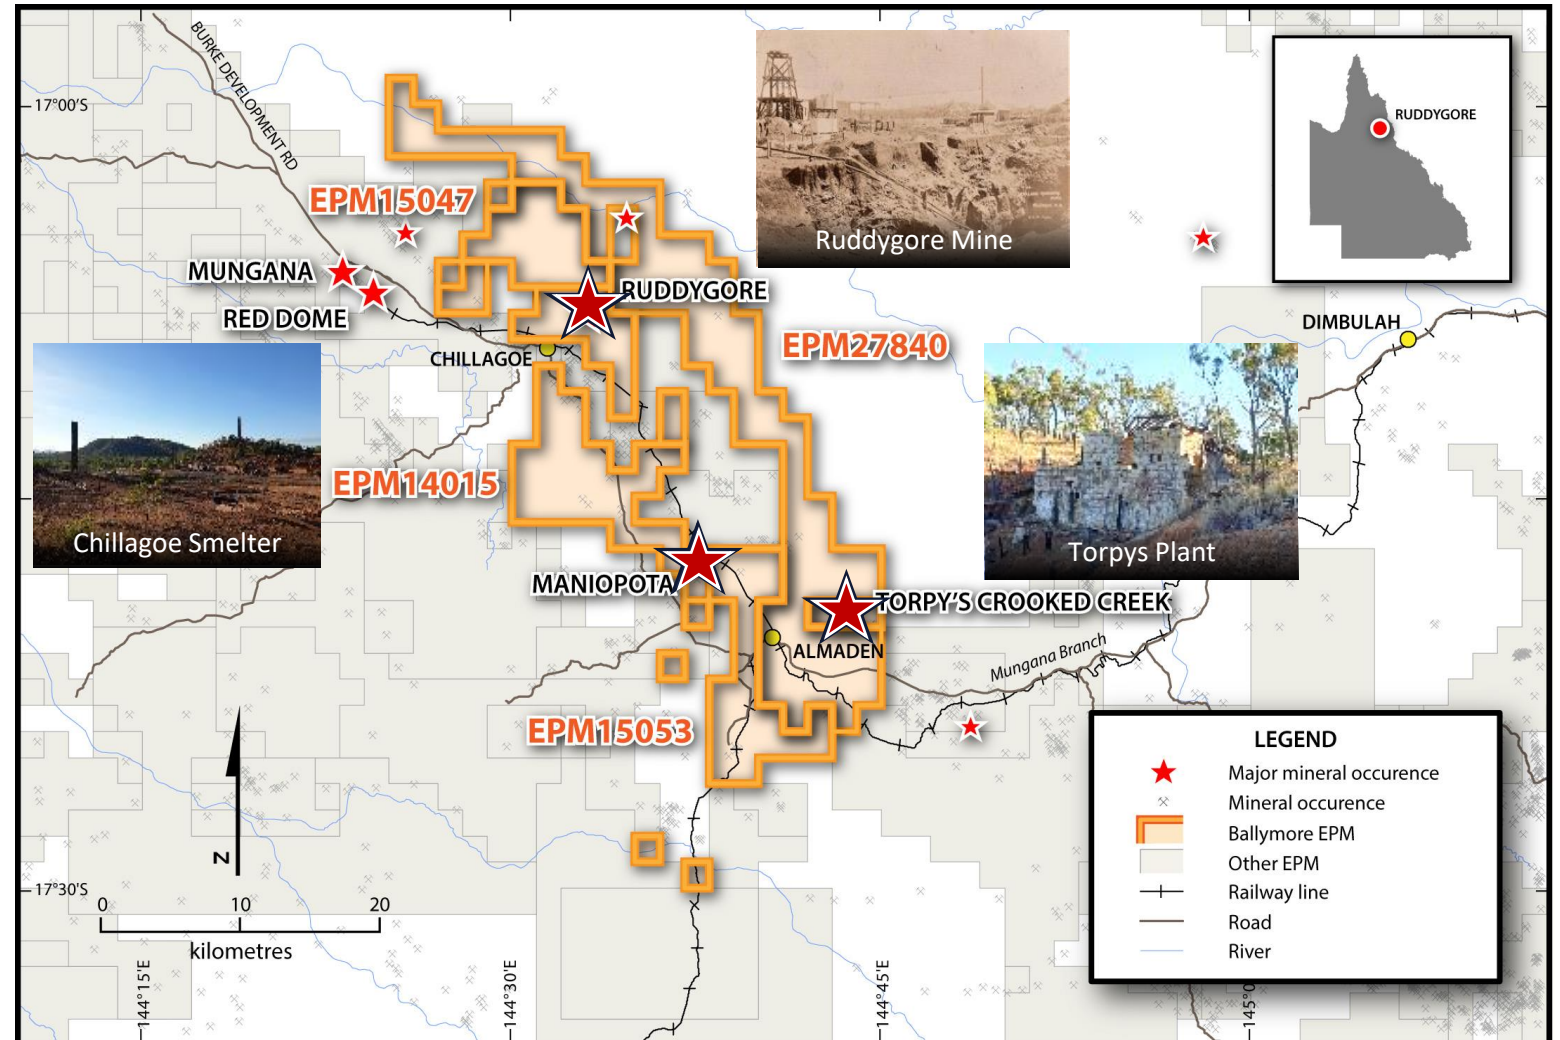 BURKE DEVELOPMENT RD
17°00'S
EPM15047
Ruddygore Mine
RUDDYGORE
MUNGANA
RED DOME
RUDDYGORE
CHILLAGOE
EPM27840
DIMBULAH
Chillagoe Smelter
EPM14015
Torpys Plant
MANIOPOTA
TORPY'S CROOKED CREEK
ALMADEN
Mungana Branch
EPM15053
N
17°30'S
0 10 20
kilometres
144°15'E
144°30'E
144°45'E
145°0
LEGEND
Major mineral occurence
Mineral occurence
Ballymore EPM
Other EPM
Railway line
Road
River